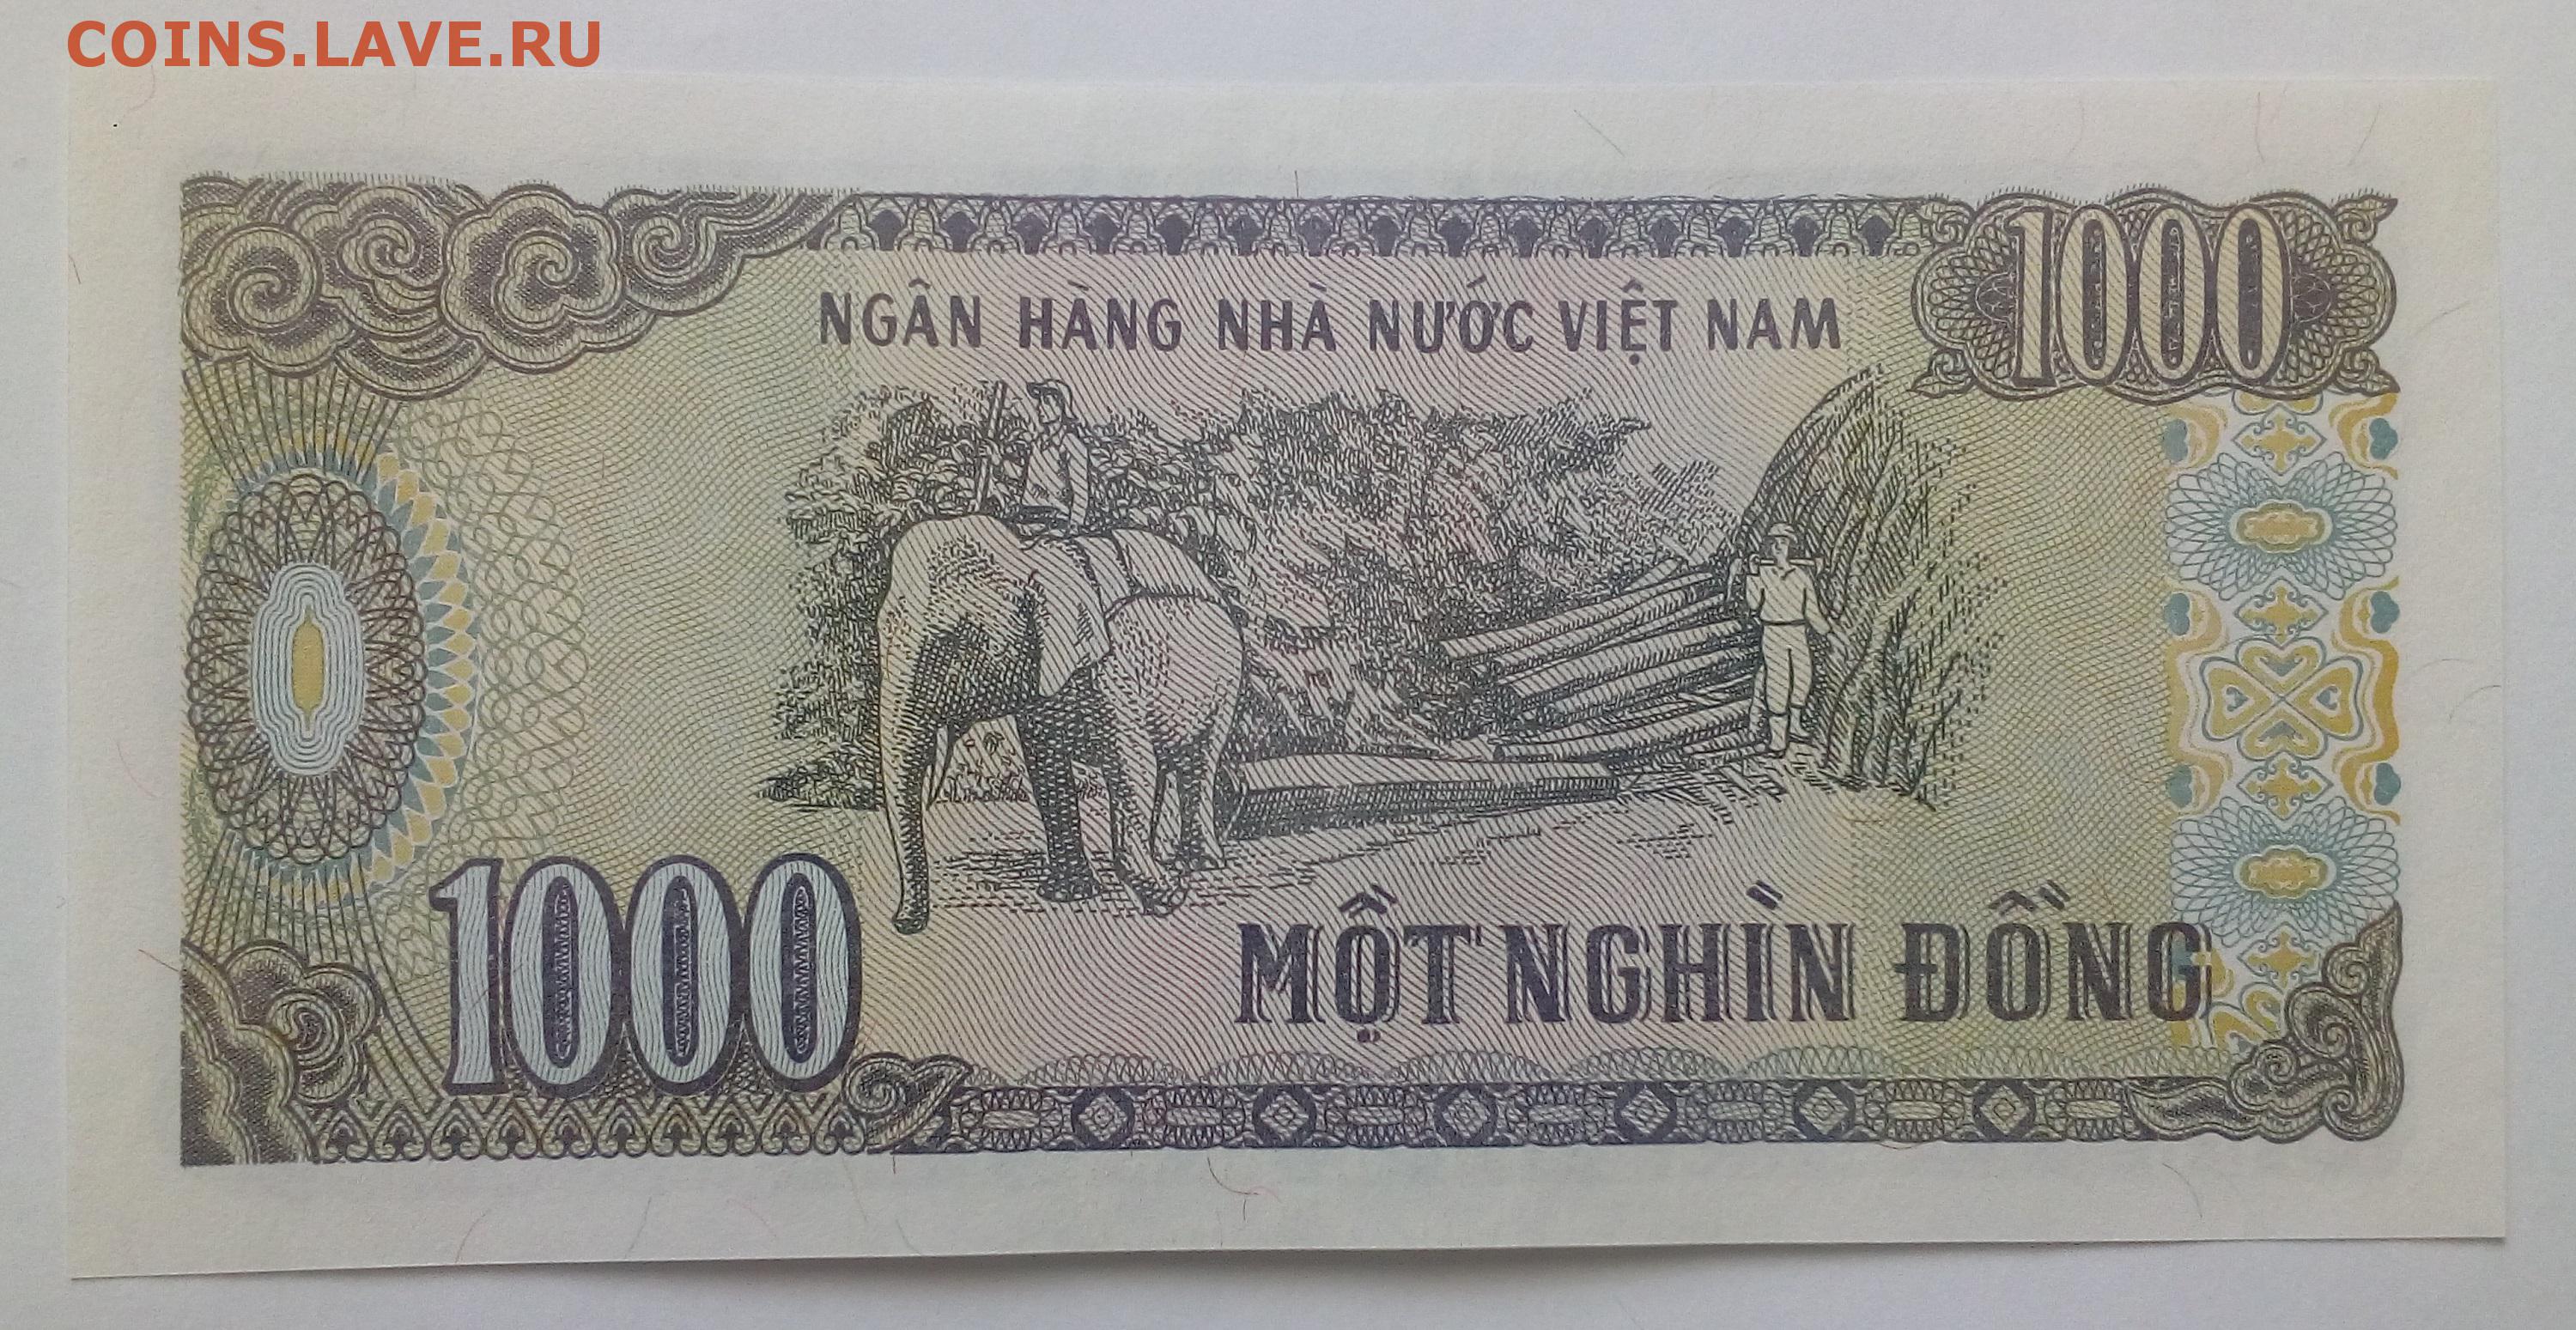 COINS.LAVE.RU
1000
NGÂN HÀNG NHÀ NƯỚC VIỆT NAM
1000
MỘT NGHÌN ĐỒNG